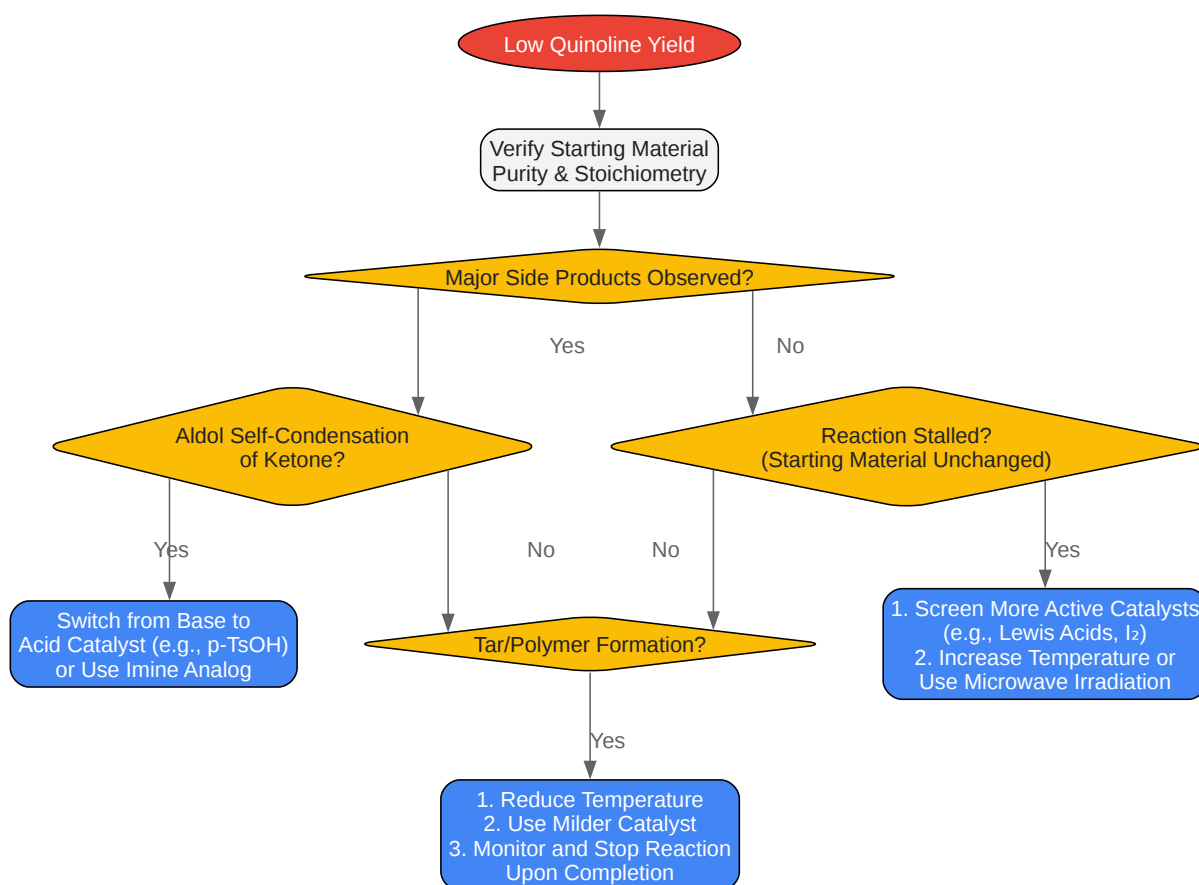 Low Quinoline Yield
Verify Starting Material
Purity & Stoichiometry
Major Side Products Observed?
Yes
No
Aldol Self-Condensation
of Ketone?
Reaction Stalled?
(Starting Material Unchanged)
Yes
No
No
Yes
Switch from Base to
Acid Catalyst (e.g., p-TsOH)
or Use Imine Analog
Tar/Polymer Formation?
1. Screen More Active Catalysts
(e.g., Lewis Acids, I₂)
2. Increase Temperature or
Use Microwave Irradiation
Yes
1. Reduce Temperature
2. Use Milder Catalyst
3. Monitor and Stop Reaction
Upon Completion